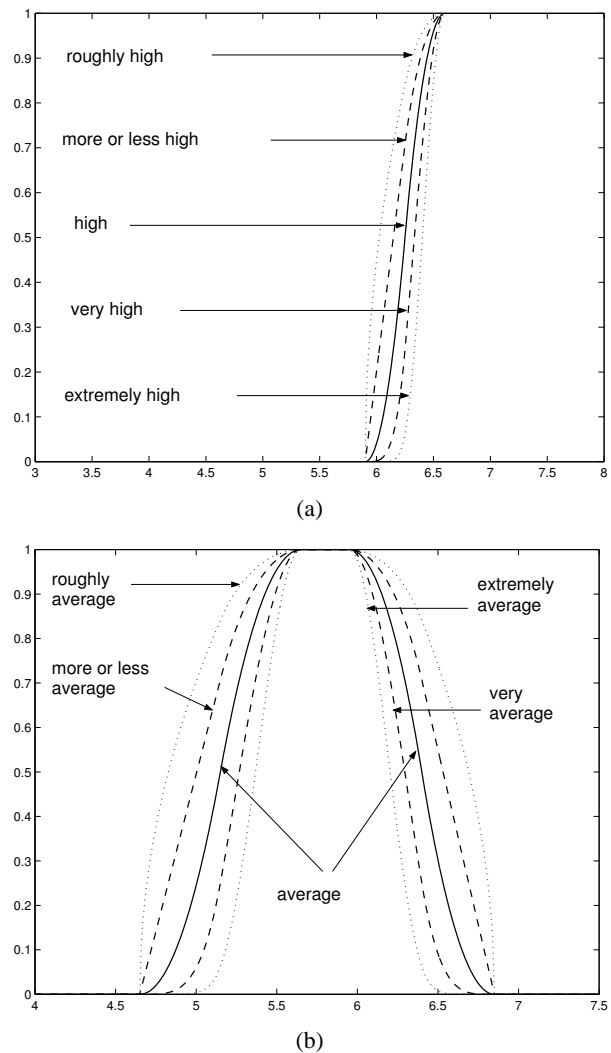 1
0.9
roughly high
0.8
0.7
more or less high
0.6
0.5
high
0.4
0.3
very high
0.2
0.1
extremely high
0
3 3.5 4 4.5 5 5.5 6 6.5 7 7.5 8
(a)
1
roughly
average
extremely
average
0.9
0.8
more or less
average
0.7
very
average
0.6
0.5
0.4
0.3
average
0.2
0.1
0
4 4.5 5 5.5 6 6.5 7 7.5
(b)